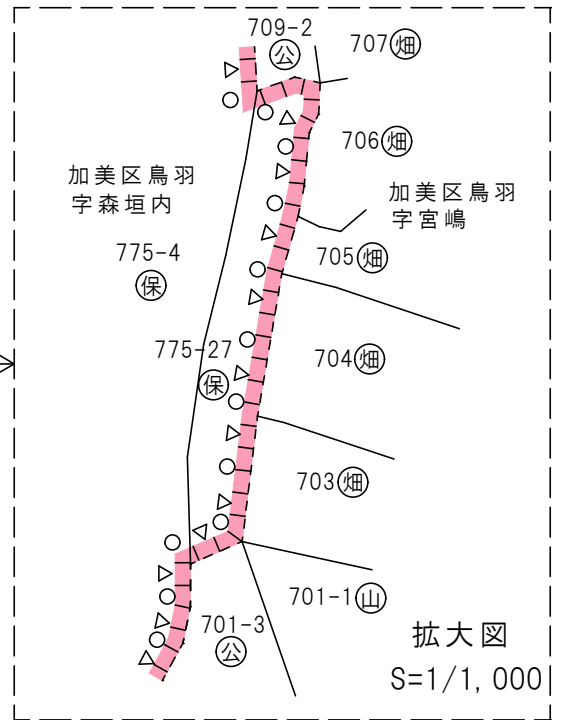 709-2
公
707畑
706畑
加美区鳥羽
字森垣内
加美区鳥羽
字宮嶋
775-4
保
705畑
775-27
保
704畑
703畑
701-1山
701-3
公
拡大図
S=1/1,000